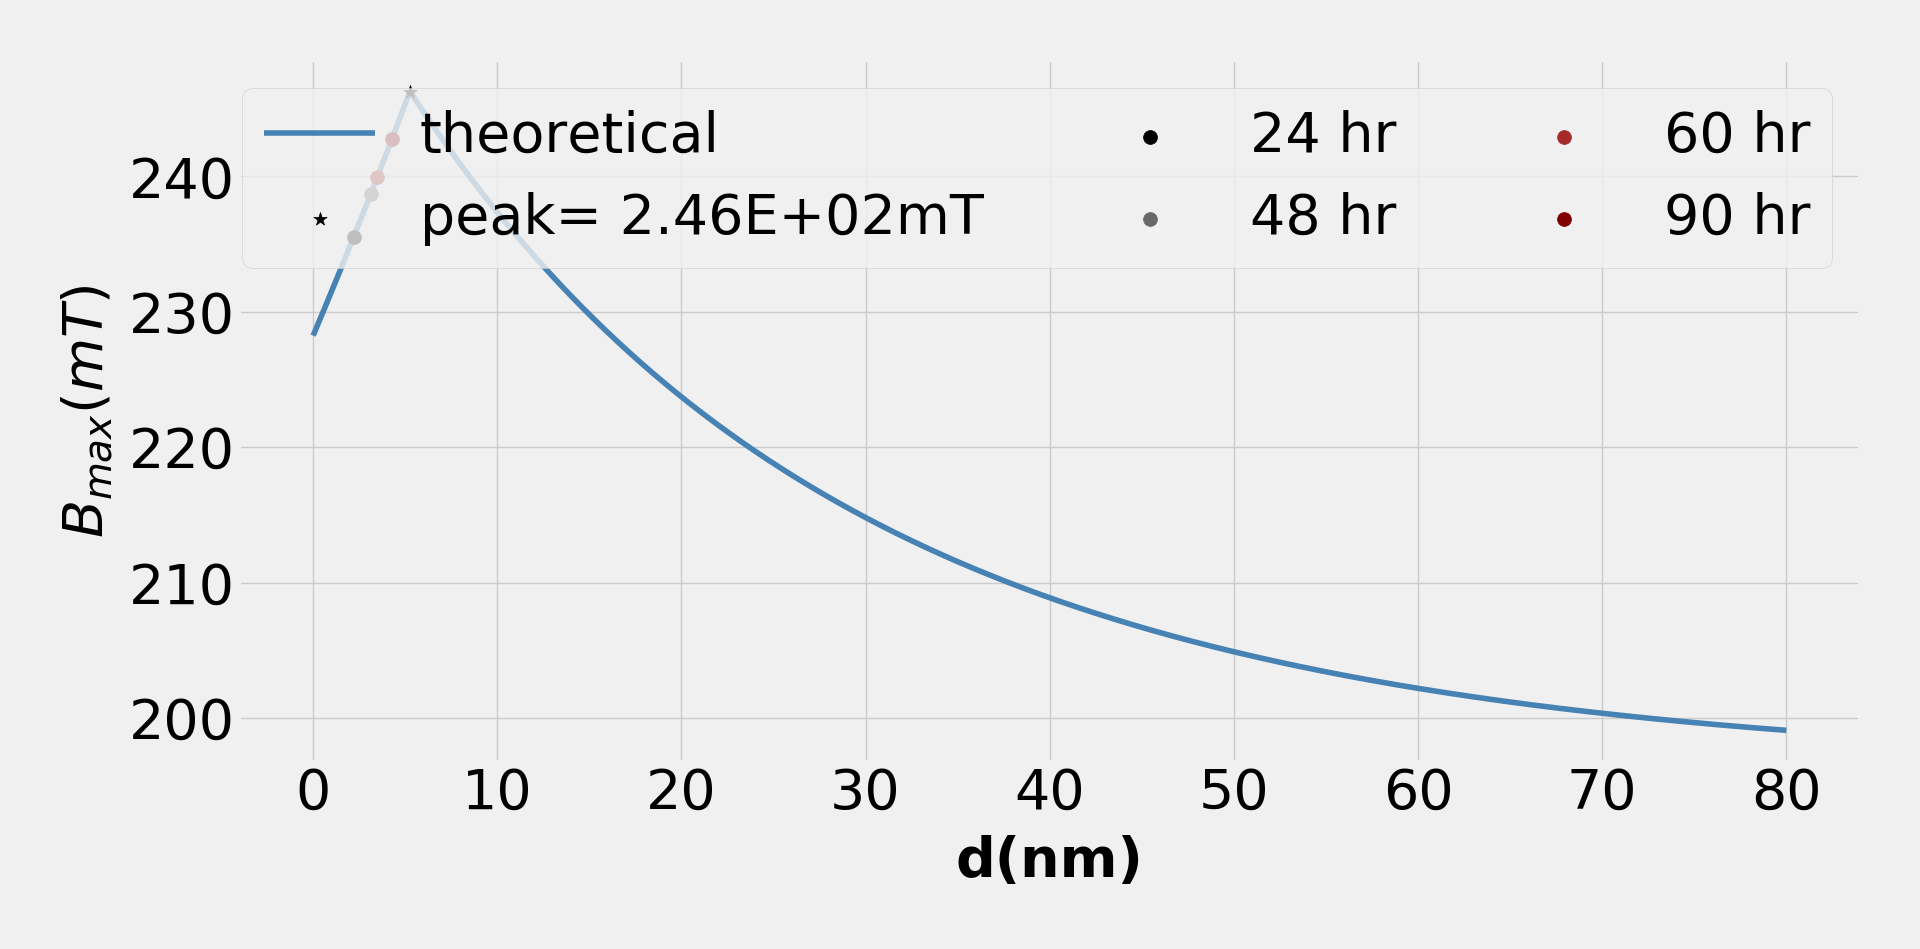 theoretical
peak= 2.46E+02mT
24 hr
48 hr
60 hr
90 hr
240
230
220
210
200
B_max(mT)
0 10 20 30 40 50 60 70 80
d(nm)